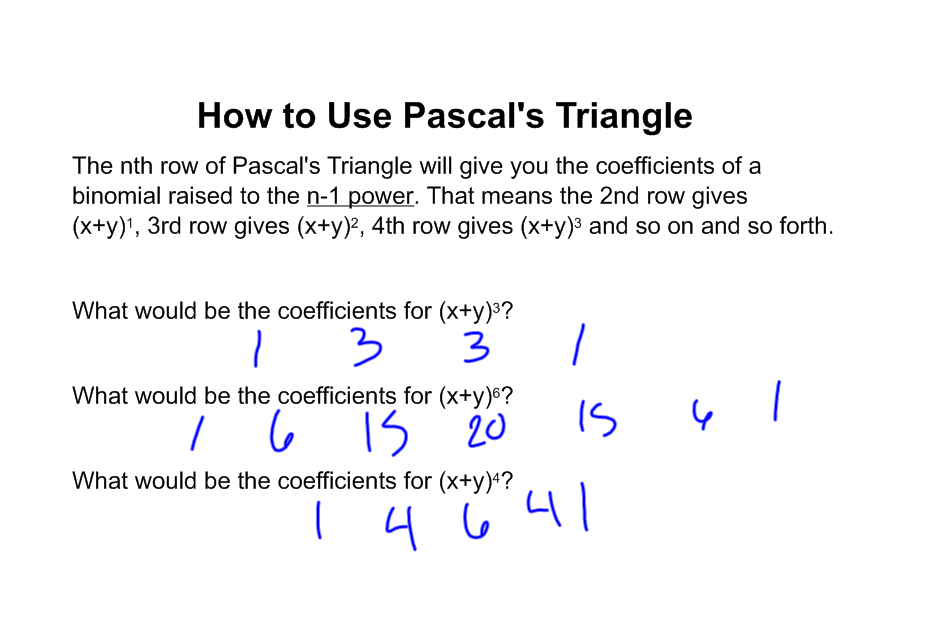 How to Use Pascal's Triangle
The nth row of Pascal's Triangle will give you the coefficients of a
binomial raised to the n-1 power. That means the 2nd row gives
(x+y)¹, 3rd row gives (x+y)², 4th row gives (x+y)³ and so on and so forth.
What would be the coefficients for (x+y)³?
1 3 3 1
What would be the coefficients for (x+y)⁶?
1 6 15 20 15 6 1
What would be the coefficients for (x+y)⁴?
1 4 6 4 1